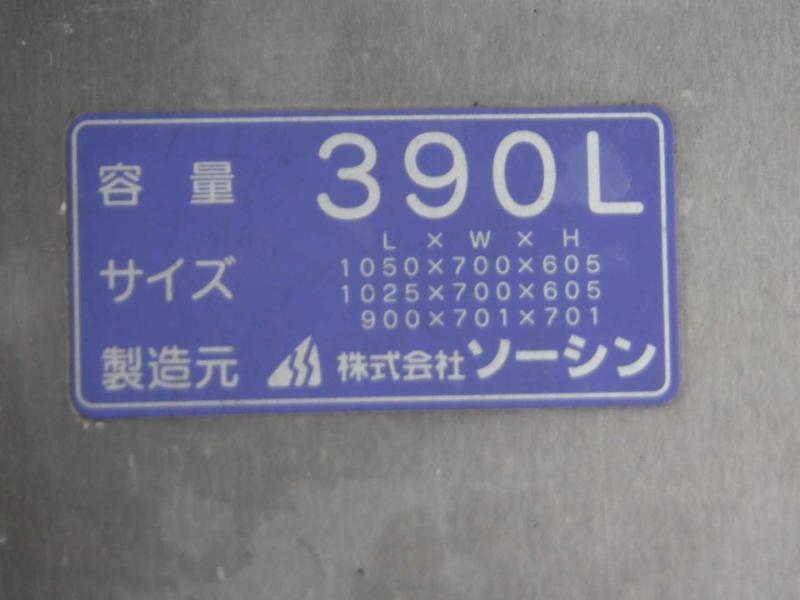 容量 390L
L × W × H
サイズ 1050×700×605
1025×700×605
900×701×701
製造元 株式会社ソーシン